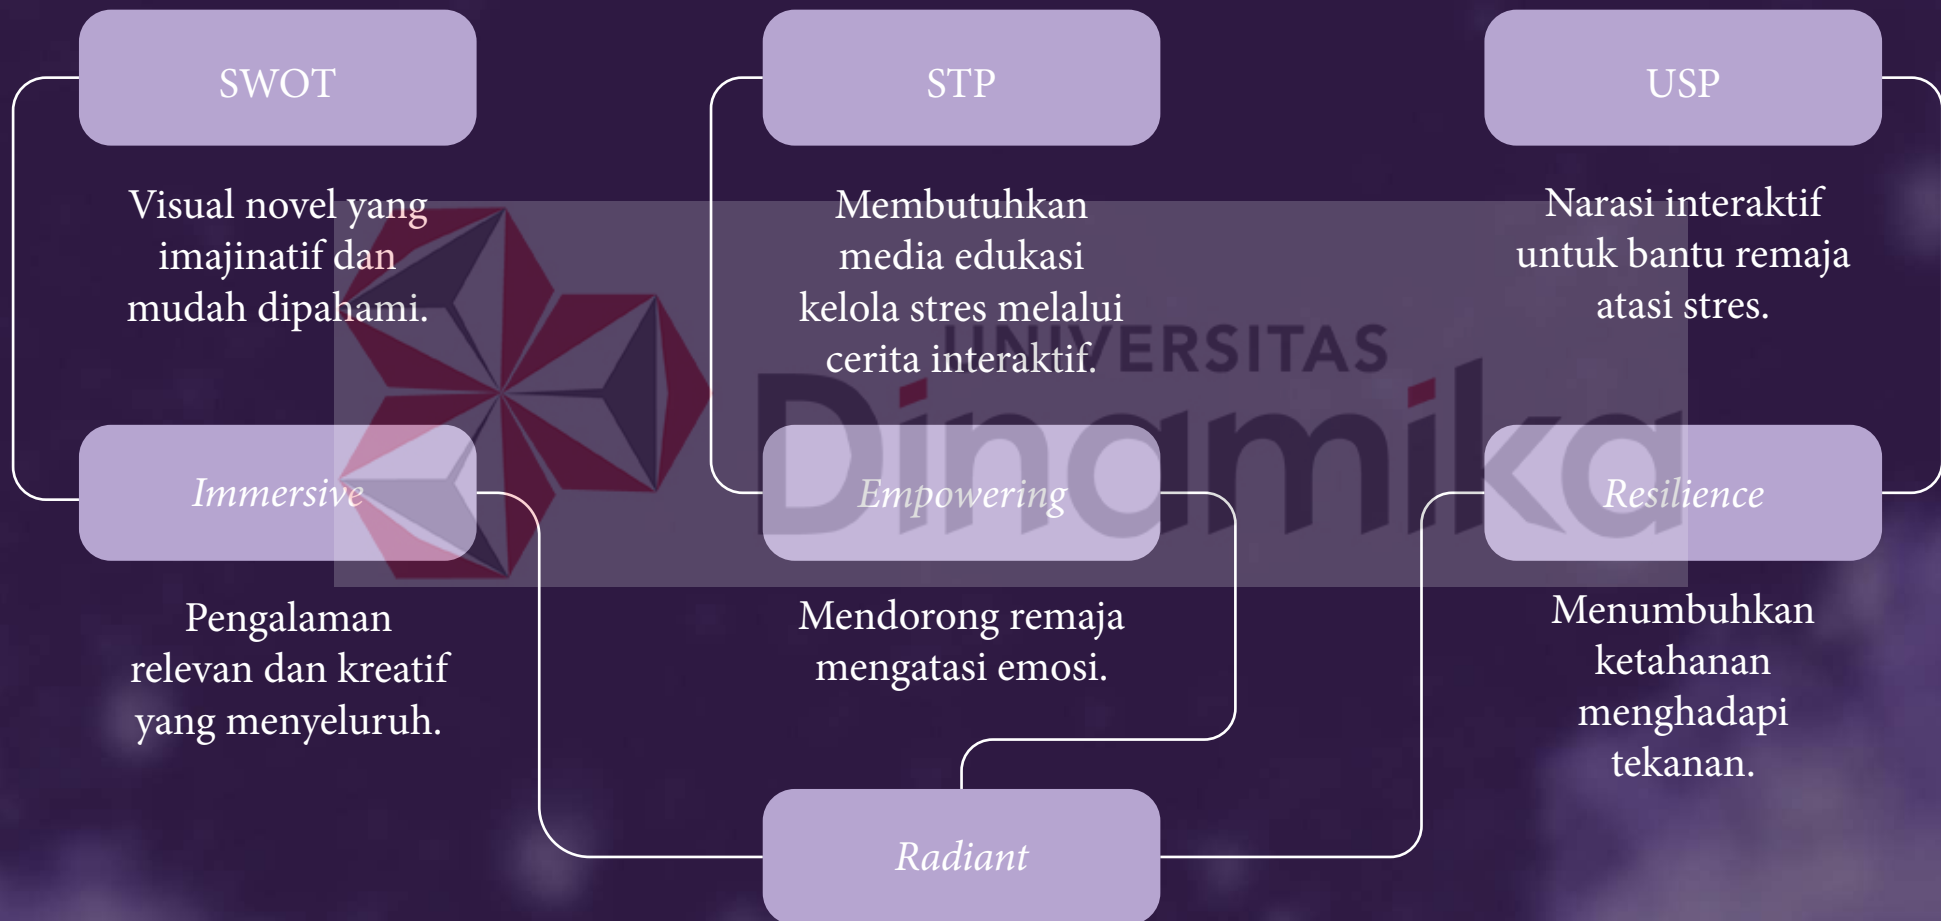 SWOT
Visual novel yang
imajinatif dan
mudah dipahami.
STP
Membutuhkan
media edukasi
kelola stres melalui
cerita interaktif.
USP
Narasi interaktif
untuk bantu remaja
atasi stres.
UNIVERSITAS
Dinamika
Immersive
Pengalaman
relevan dan kreatif
yang menyeluruh.
Empowering
Mendorong remaja
mengatasi emosi.
Resilience
Menumbuhkan
ketahanan
menghadapi
tekanan.
Radiant